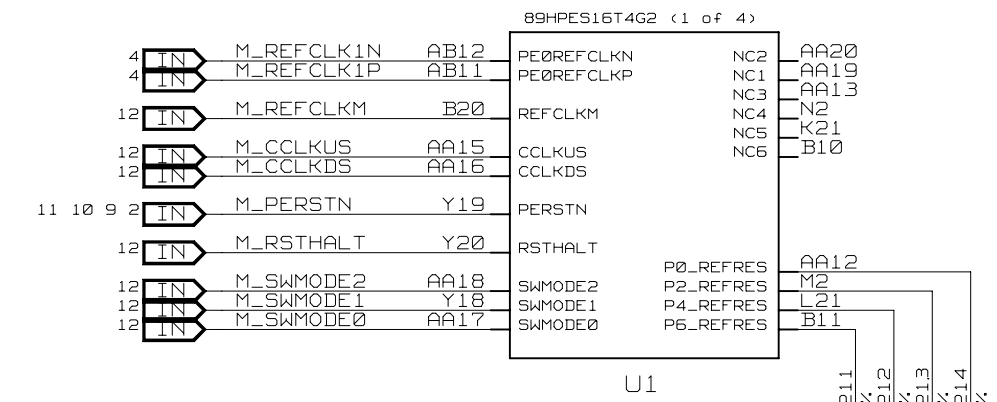 89HPES16T4G2 (1 of 4)
4 IN M_REFCLK1N AB12 PE0REFCLKN NC2 AA20
4 IN M_REFCLK1P AB11 PE0REFCLKP NC1 AA19
NC3 AA13
12 IN M_REFCLKM B20 REFCLKM NC4 N2
NC5 K21
12 IN M_CCLKUS AA15 CCLKUS NC6 B10
12 IN M_CCLKDS AA16 CCLKDS
11 10 9 2 IN M_PERSTN Y19 PERSTN
12 IN M_RSTHALT Y20 RSTHALT
P0_REFRES AA12
12 IN M_SWMODE2 AA18 SWMODE2 P2_REFRES M2
12 IN M_SWMODE1 Y18 SWMODE1 P4_REFRES L21
12 IN M_SWMODE0 AA17 SWMODE0 P6_REFRES B11
U1